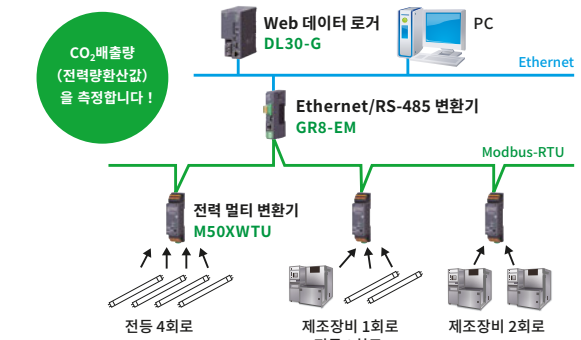 CO₂배출량
(전력량환산값)
을 측정합니다 !
Web 데이터 로거
DL30-G
PC
Ethernet
Ethernet/RS-485 변환기
GR8-EM
Modbus-RTU
전력 멀티 변환기
M50XWTU
전등 4회로
제조장비 1회로
제조장비 2회로